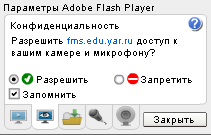 Параметры Adobe Flash Player
Конфиденциальность
Разрешить fms.edu.yar.ru доступ к
вашим камере и микрофону?
Разрешить Запретить
Запомнить
Закрыть